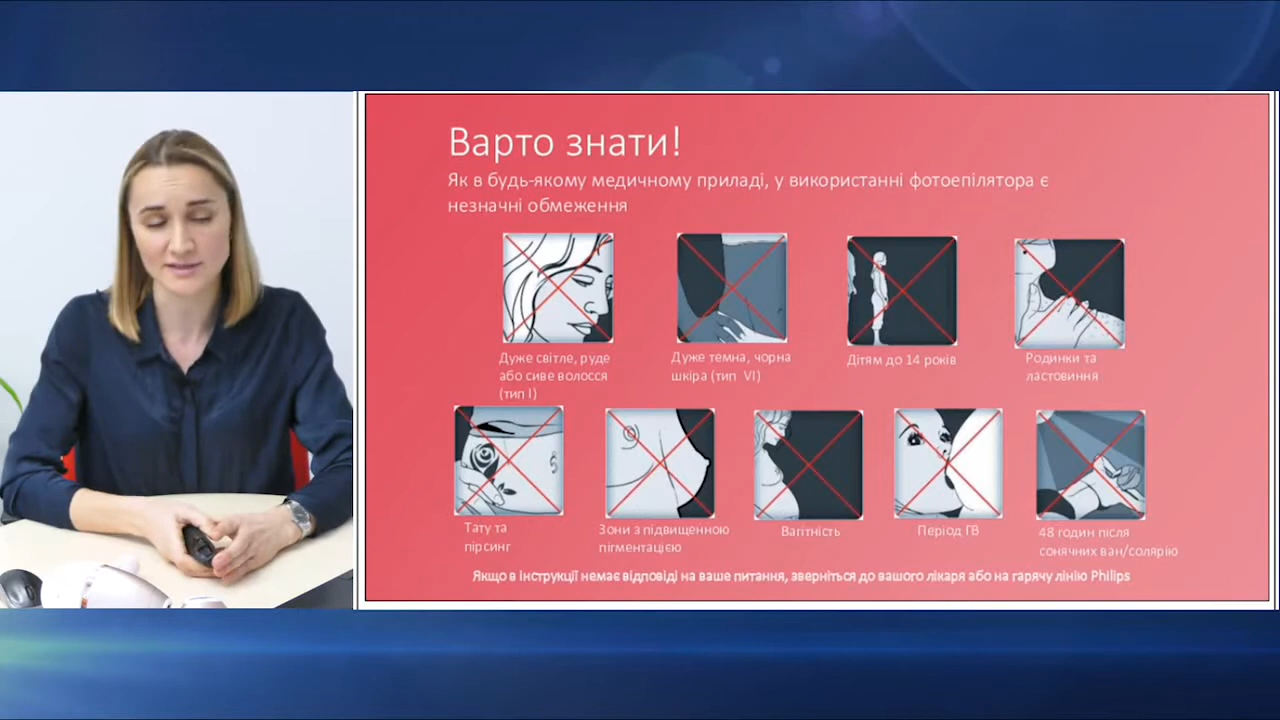 Варто знати!
Як в будь-якому медичному приладі, у використанні фотоепілятора є
незначні обмеження
Дуже світле, руде
або сиве волосся
(тип I)
Дуже темна, чорна
шкіра (тип VI)
Дітям до 14 років
Родинки та
ластовиння
Тату та
пірсинг
Зони з підвищенною
пігментацією
Вагітність
Період ГВ
48 годин після
сонячних ван/солярію
Якщо в інструкції немає відповіді на ваше питання, зверніться до вашого лікаря або на гарячу лінію Philips